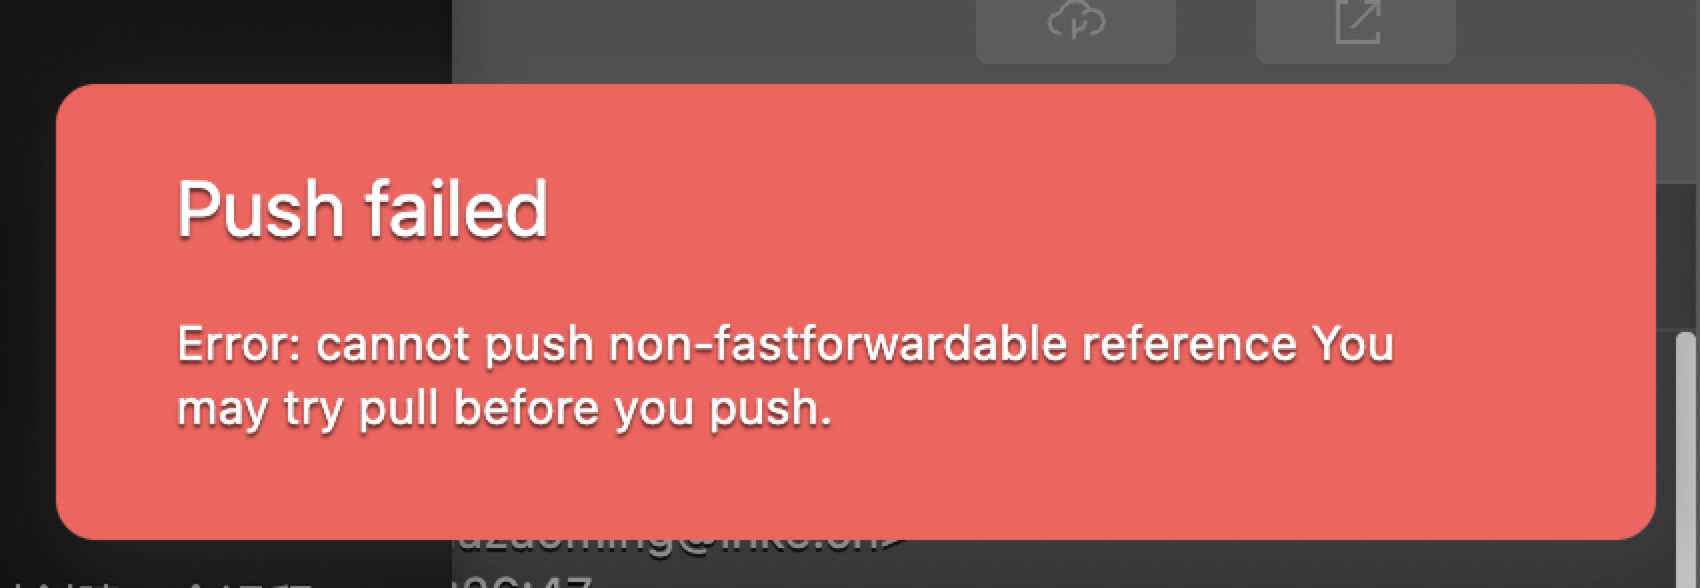 Push failed
Error: cannot push non-fastforwardable reference You
may try pull before you push.